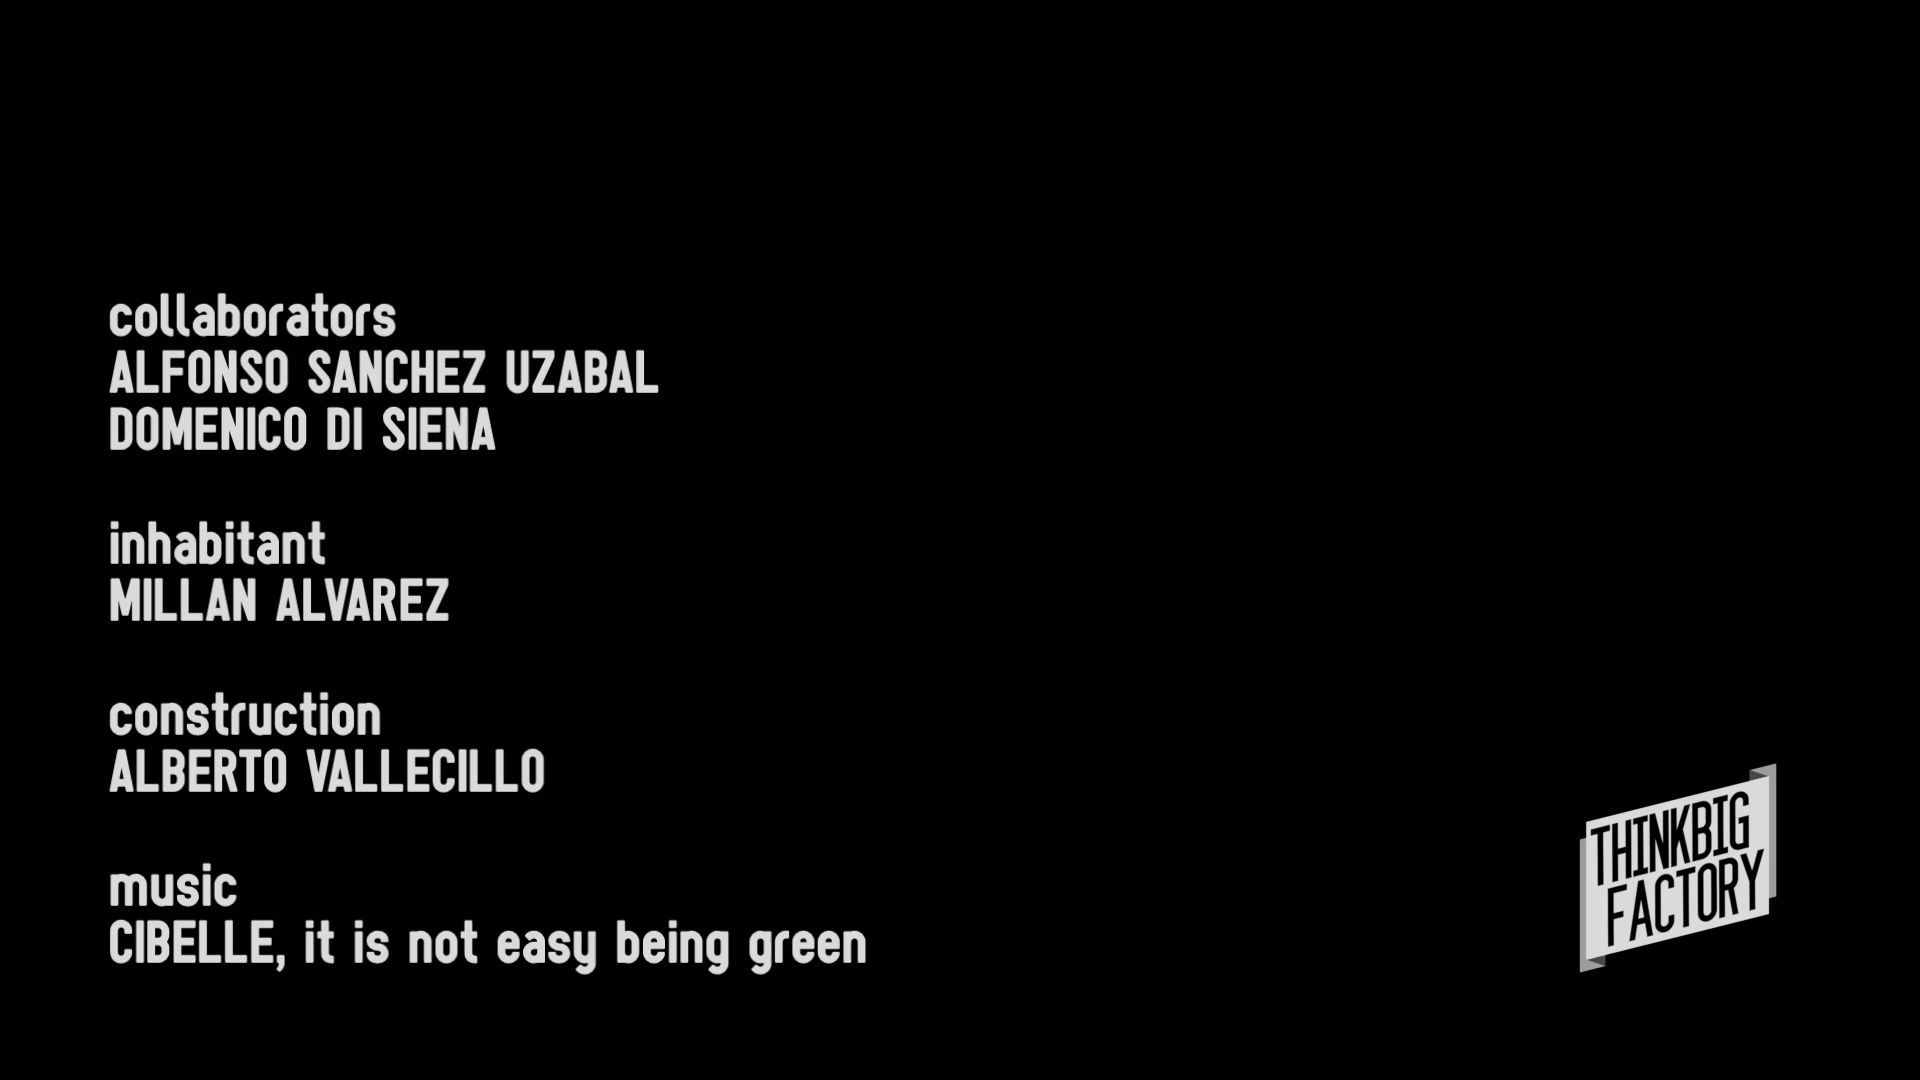 collaborators
ALFONSO SANCHEZ UZABAL
DOMENICO DI SIENA
inhabitant
MILLAN ALVAREZ
construction
ALBERTO VALLECILLO
music
CIBELLE, it is not easy being green
THINKBIG
FACTORY